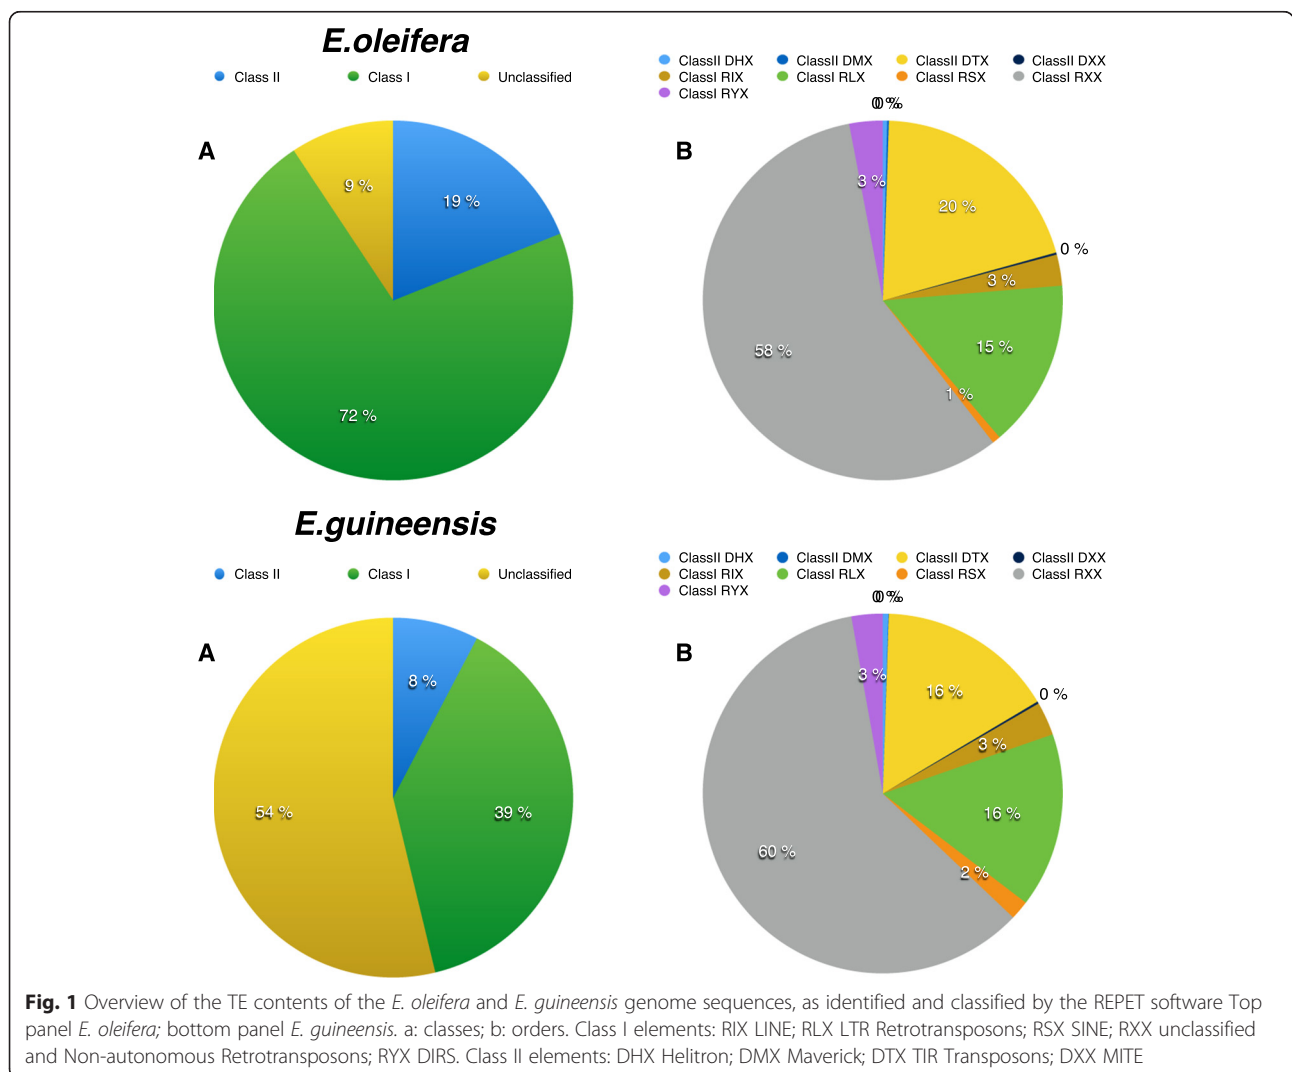 E.oleifera
Class II Class I Unclassified
ClassII DHX ClassII DMX ClassII DTX ClassII DXX
ClassI RIX ClassI RLX ClassI RSX ClassI RXX
ClassI RYX
A
9 %
19 %
72 %
B
0 %
0 %
3 %
20 %
0 %
3 %
15 %
1 %
58 %
E.guineensis
Class II Class I Unclassified
ClassII DHX ClassII DMX ClassII DTX ClassII DXX
ClassI RIX ClassI RLX ClassI RSX ClassI RXX
ClassI RYX
A
8 %
54 %
39 %
B
0 %
0 %
3 %
16 %
0 %
3 %
16 %
2 %
60 %
Fig. 1 Overview of the TE contents of the E. oleifera and E. guineensis genome sequences, as identified and classified by the REPET software Top
panel E. oleifera; bottom panel E. guineensis. a: classes; b: orders. Class I elements: RIX LINE; RLX LTR Retrotransposons; RSX SINE; RXX unclassified
and Non-autonomous Retrotransposons; RYX DIRS. Class II elements: DHX Helitron; DMX Maverick; DTX TIR Transposons; DXX MITE